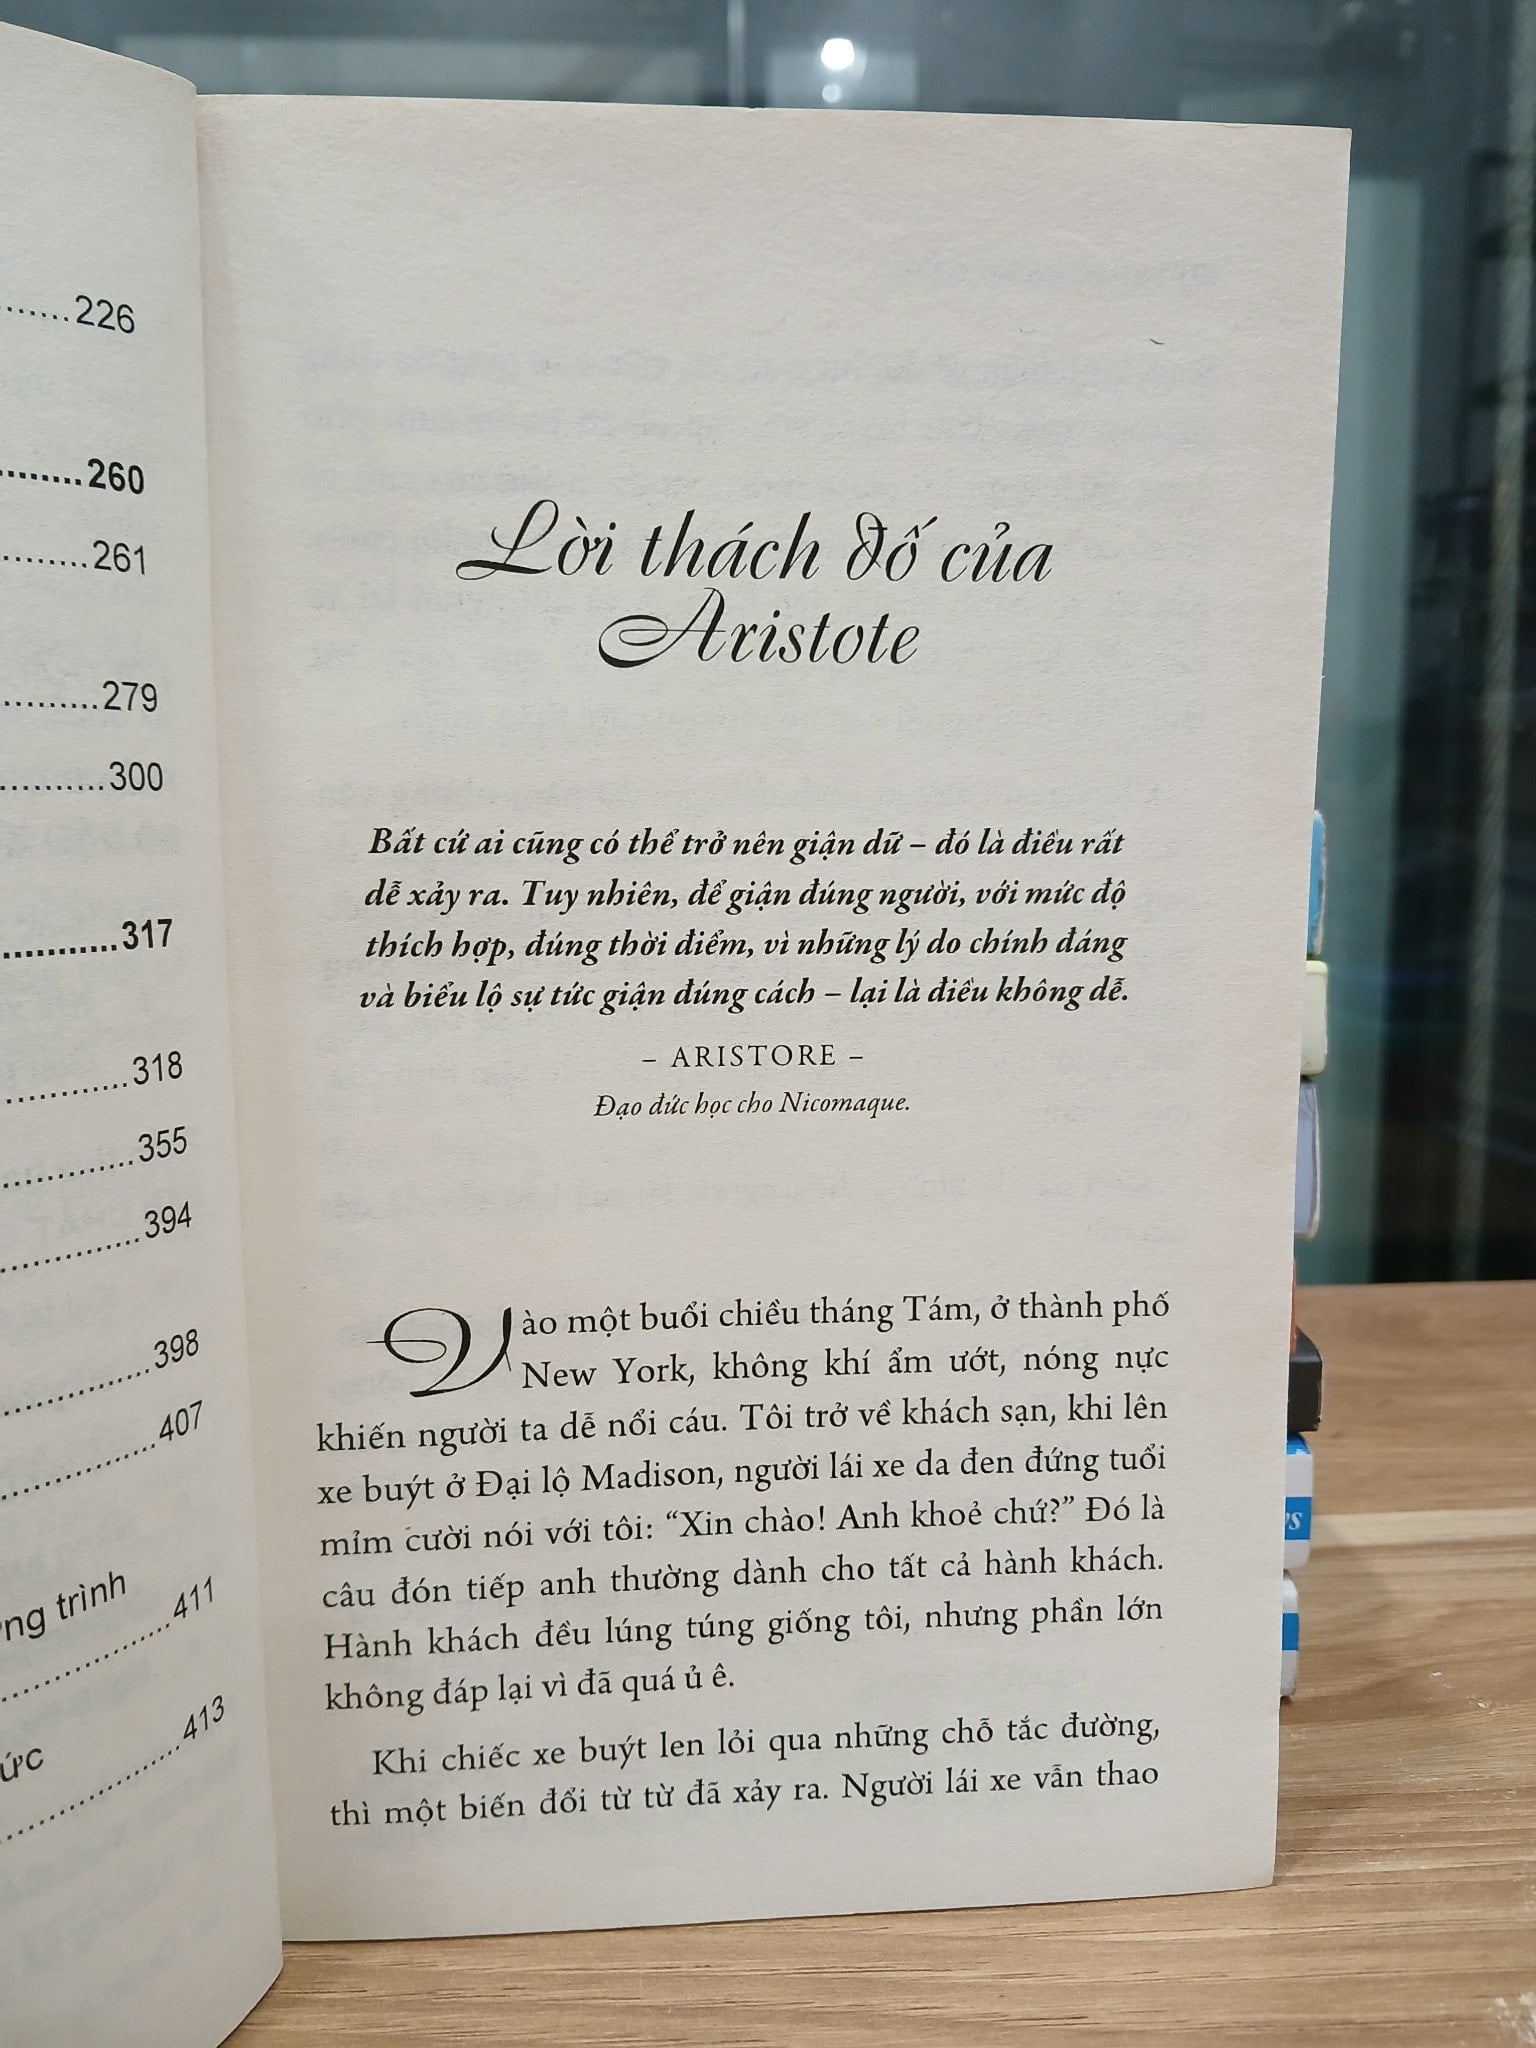 226
260
261
279
300
317
318
355
394
398
407
trình
411
413
Lời thách đố của
Aristote
Bất cứ ai cũng có thể trở nên giận dữ – đó là điều rất
dễ xảy ra. Tuy nhiên, để giận đúng người, với mức độ
thích hợp, đúng thời điểm, vì những lý do chính đáng
và biểu lộ sự tức giận đúng cách – lại là điều không dễ.
– ARISTORE –
Đạo đức học cho Nicomaque.
Vào một buổi chiều tháng Tám, ở thành phố
New York, không khí ẩm ướt, nóng nực
khiến người ta dễ nổi cáu. Tôi trở về khách sạn, khi lên
xe buýt ở Đại lộ Madison, người lái xe da đen đứng tuổi
mỉm cười nói với tôi: “Xin chào! Anh khoẻ chứ?” Đó là
câu đón tiếp anh thường dành cho tất cả hành khách.
Hành khách đều lúng túng giống tôi, nhưng phần lớn
không đáp lại vì đã quá ủ ê.
Khi chiếc xe buýt len lỏi qua những chỗ tắc đường,
thì một biến đổi từ từ đã xảy ra. Người lái xe vẫn thao